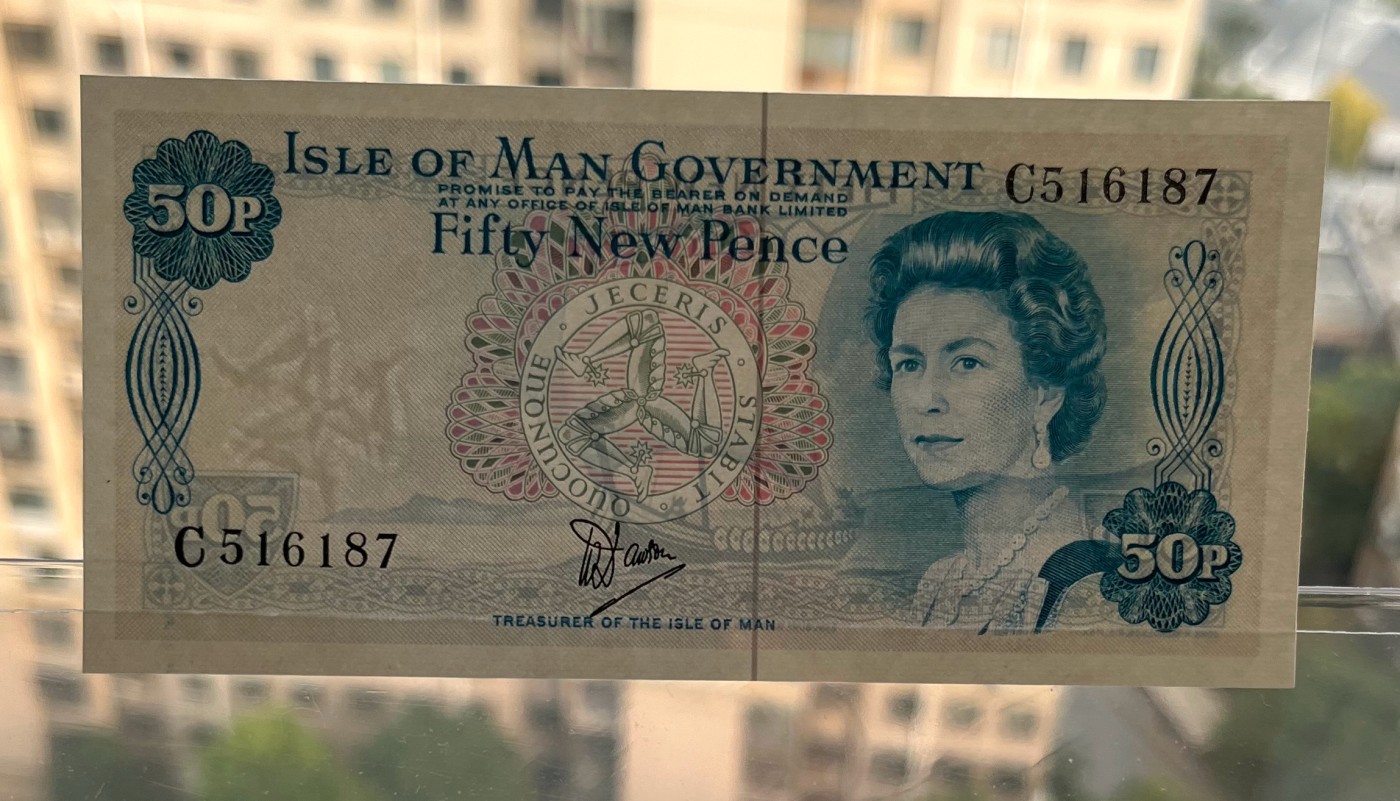 ISLE OF MAN GOVERNMENT
C516187
50P
PROMISE TO PAY THE BEARER ON DEMAND
AT ANY OFFICE OF ISLE OF MAN BANK LIMITED
Fifty New Pence
QUOCUNQUE · JECERIS · STABIT ·
C516187
50P
TREASURER OF THE ISLE OF MAN